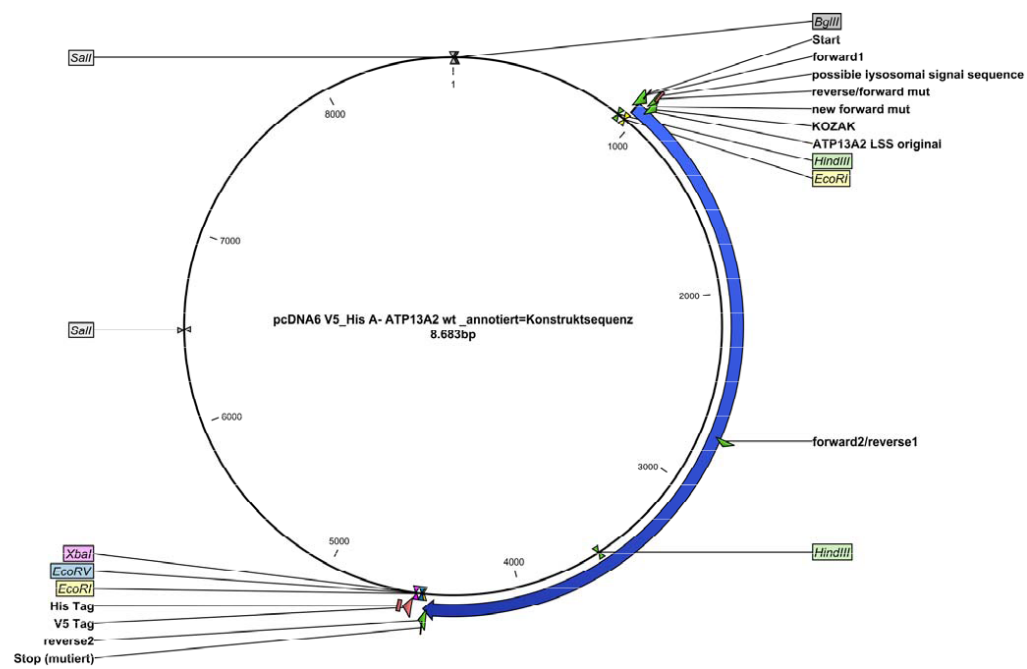 BglII
Start
forward1
possible lysosomal signal sequence
reverse/forward mut
new forward mut
KOZAK
ATP13A2 LSS original
HindIII
EcoRI
SalI
1
8000
1000
7000
2000
pcDNA6 V5_His A- ATP13A2 wt _annotiert=Konstruktsequenz
8.683bp
SalI
6000
forward2/reverse1
3000
HindIII
5000
4000
XbaI
EcoRV
EcoRI
His Tag
V5 Tag
reverse2
Stop (mutiert)